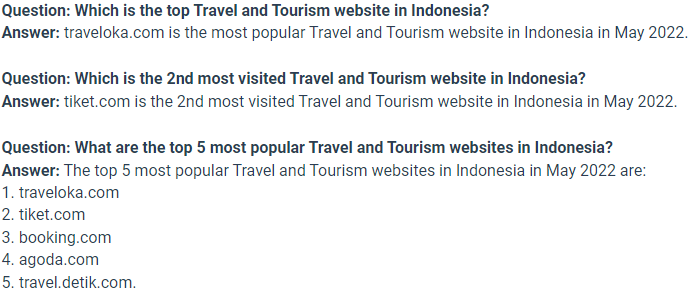 Question: Which is the top Travel and Tourism website in Indonesia?
Answer: traveloka.com is the most popular Travel and Tourism website in Indonesia in May 2022.
Question: Which is the 2nd most visited Travel and Tourism website in Indonesia?
Answer: tiket.com is the 2nd most visited Travel and Tourism website in Indonesia in May 2022.
Question: What are the top 5 most popular Travel and Tourism websites in Indonesia?
Answer: The top 5 most popular Travel and Tourism websites in Indonesia in May 2022 are:
1. traveloka.com
2. tiket.com
3. booking.com
4. agoda.com
5. travel.detik.com.